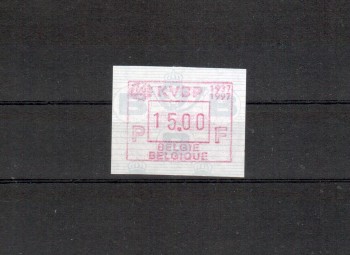 KVBP 1937
1997
15.00
P F
BELGIE
BELGIQUE